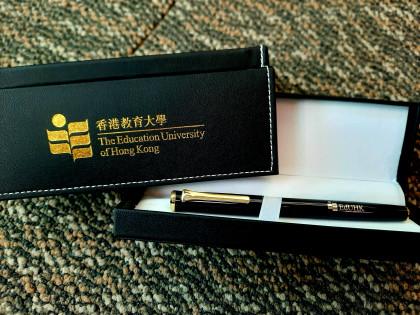 香港教育大學
The Education University
of Hong Kong
EdUHK